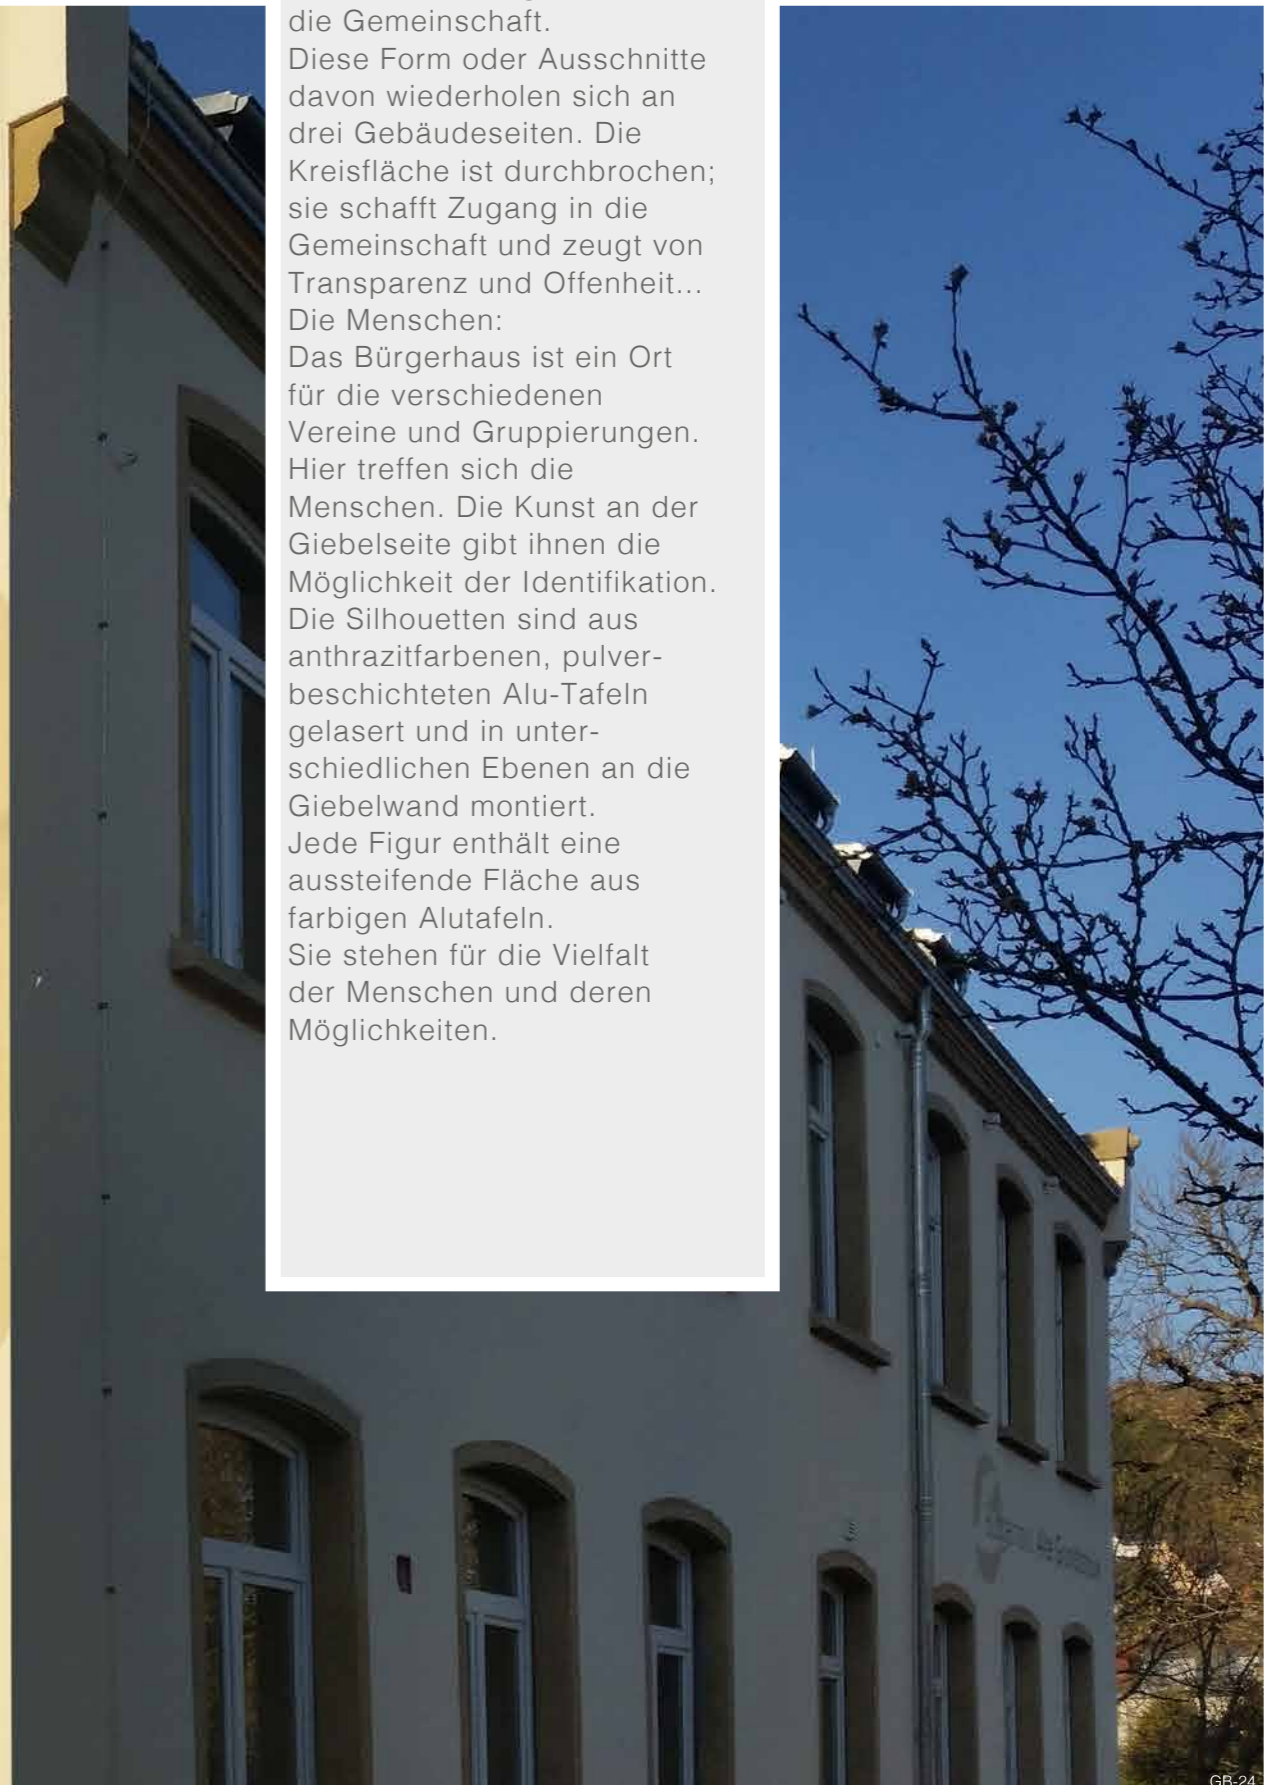 die Gemeinschaft.
Diese Form oder Ausschnitte
davon wiederholen sich an
drei Gebäudeseiten. Die
Kreisfläche ist durchbrochen;
sie schafft Zugang in die
Gemeinschaft und zeugt von
Transparenz und Offenheit...
Die Menschen:
Das Bürgerhaus ist ein Ort
für die verschiedenen
Vereine und Gruppierungen.
Hier treffen sich die
Menschen. Die Kunst an der
Giebelseite gibt ihnen die
Möglichkeit der Identifikation.
Die Silhouetten sind aus
anthrazitfarbenen, pulver-
beschichteten Alu-Tafeln
gelasert und in unter-
schiedlichen Ebenen an die
Giebelwand montiert.
Jede Figur enthält eine
aussteifende Fläche aus
farbigen Alutafeln.
Sie stehen für die Vielfalt
der Menschen und deren
Möglichkeiten.
GB-24